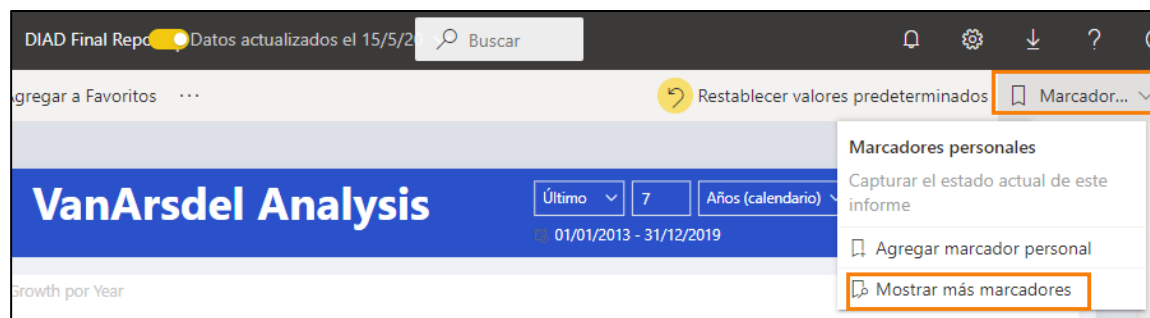 DIAD Final Repo Datos actualizados el 15/5/2 Buscar ?
Agregar a Favoritos ··· Restablecer valores predeterminados Marcador...
Marcadores personales
Capturar el estado actual de este
informe
VanArsdel Analysis
Último 7 Años (calendario)
01/01/2013 - 31/12/2019
Agregar marcador personal
Mostrar más marcadores
Growth por Year